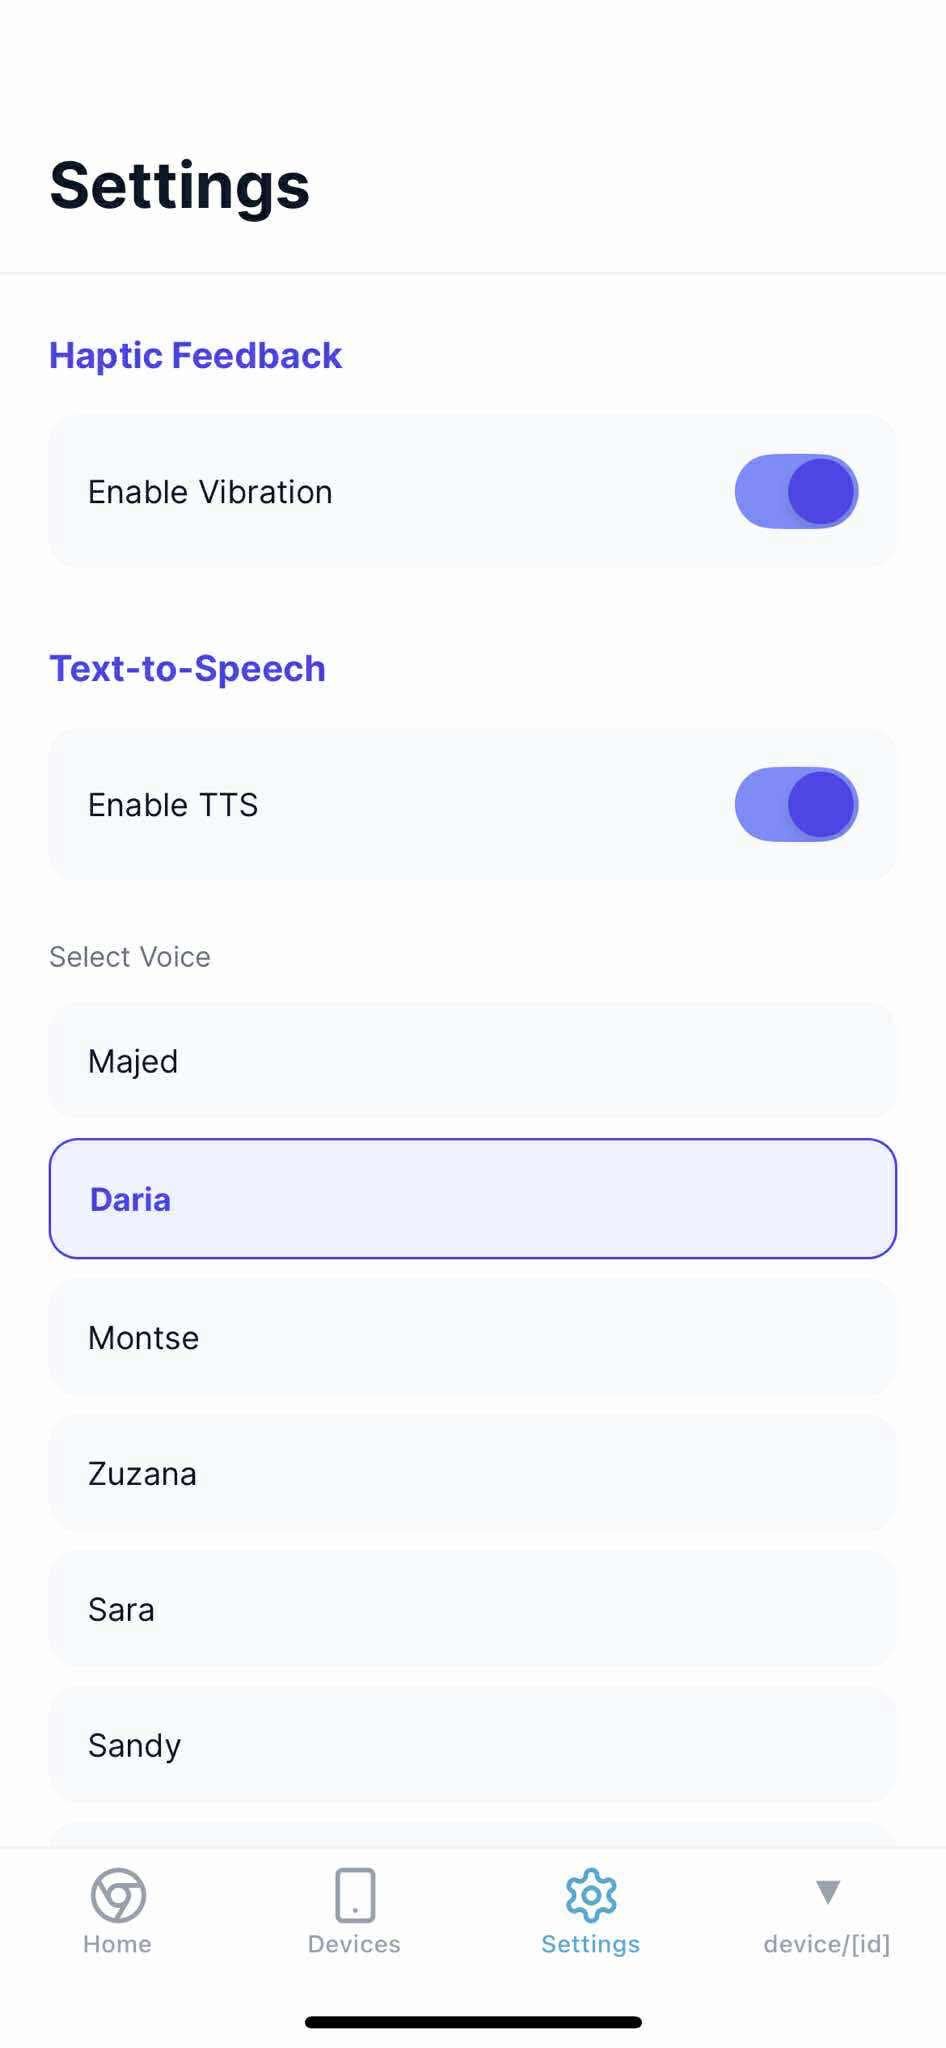 Settings
Haptic Feedback
Enable Vibration
Text-to-Speech
Enable TTS
Select Voice
Majed
Daria
Montse
Zuzana
Sara
Sandy
Home
Devices
Settings
device/[id]